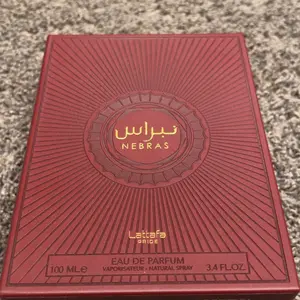 نبراس
NEBRAS
Lattafa
PRIDE
EAU DE PARFUM
100 ML.e VAPORISATEUR - NATURAL SPRAY 3.4 FL.OZ.